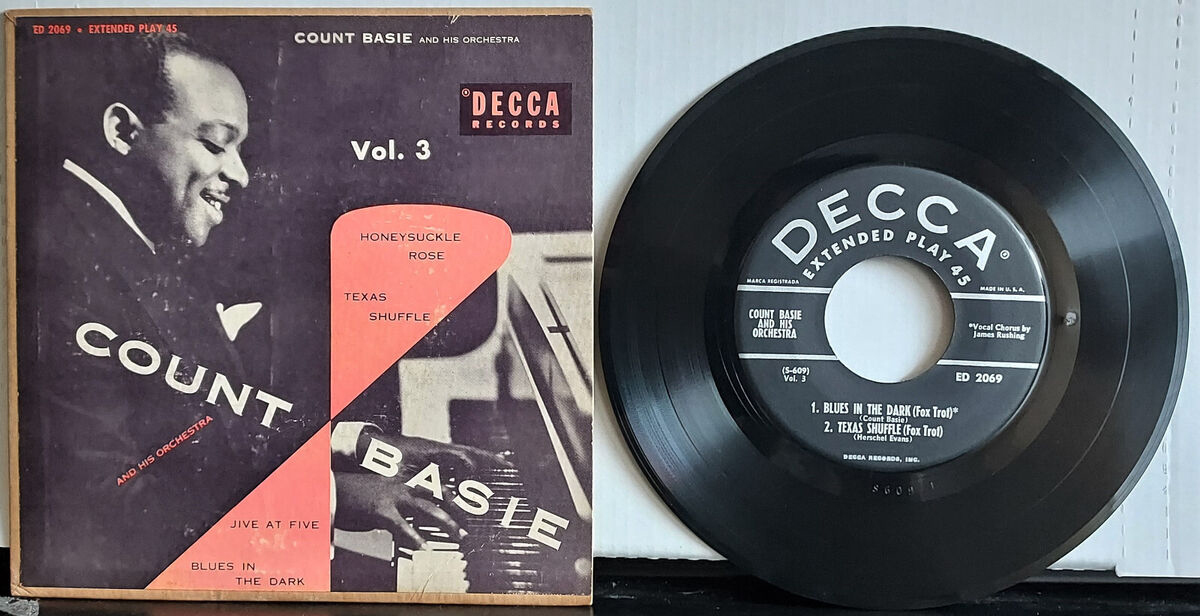 ED 2069 • EXTENDED PLAY 45
COUNT BASIE AND HIS ORCHESTRA
® DECCA
RECORDS
Vol. 3
HONEYSUCKLE
ROSE
TEXAS
SHUFFLE
COUNT
AND HIS ORCHESTRA
BASIE
JIVE AT FIVE
BLUES IN
THE DARK
DECCA ®
EXTENDED PLAY 45
MARCA REGISTRADA
MADE IN U. S. A.
COUNT BASIE
AND HIS
ORCHESTRA
*Vocal Chorus by
James Rushing
(S-609)
Vol. 3
ED 2069
1. BLUES IN THE DARK (Fox Trot)*
(Count Basie)
2. TEXAS SHUFFLE (Fox Trot)
(Herschel Evans)
DECCA RECORDS, INC.